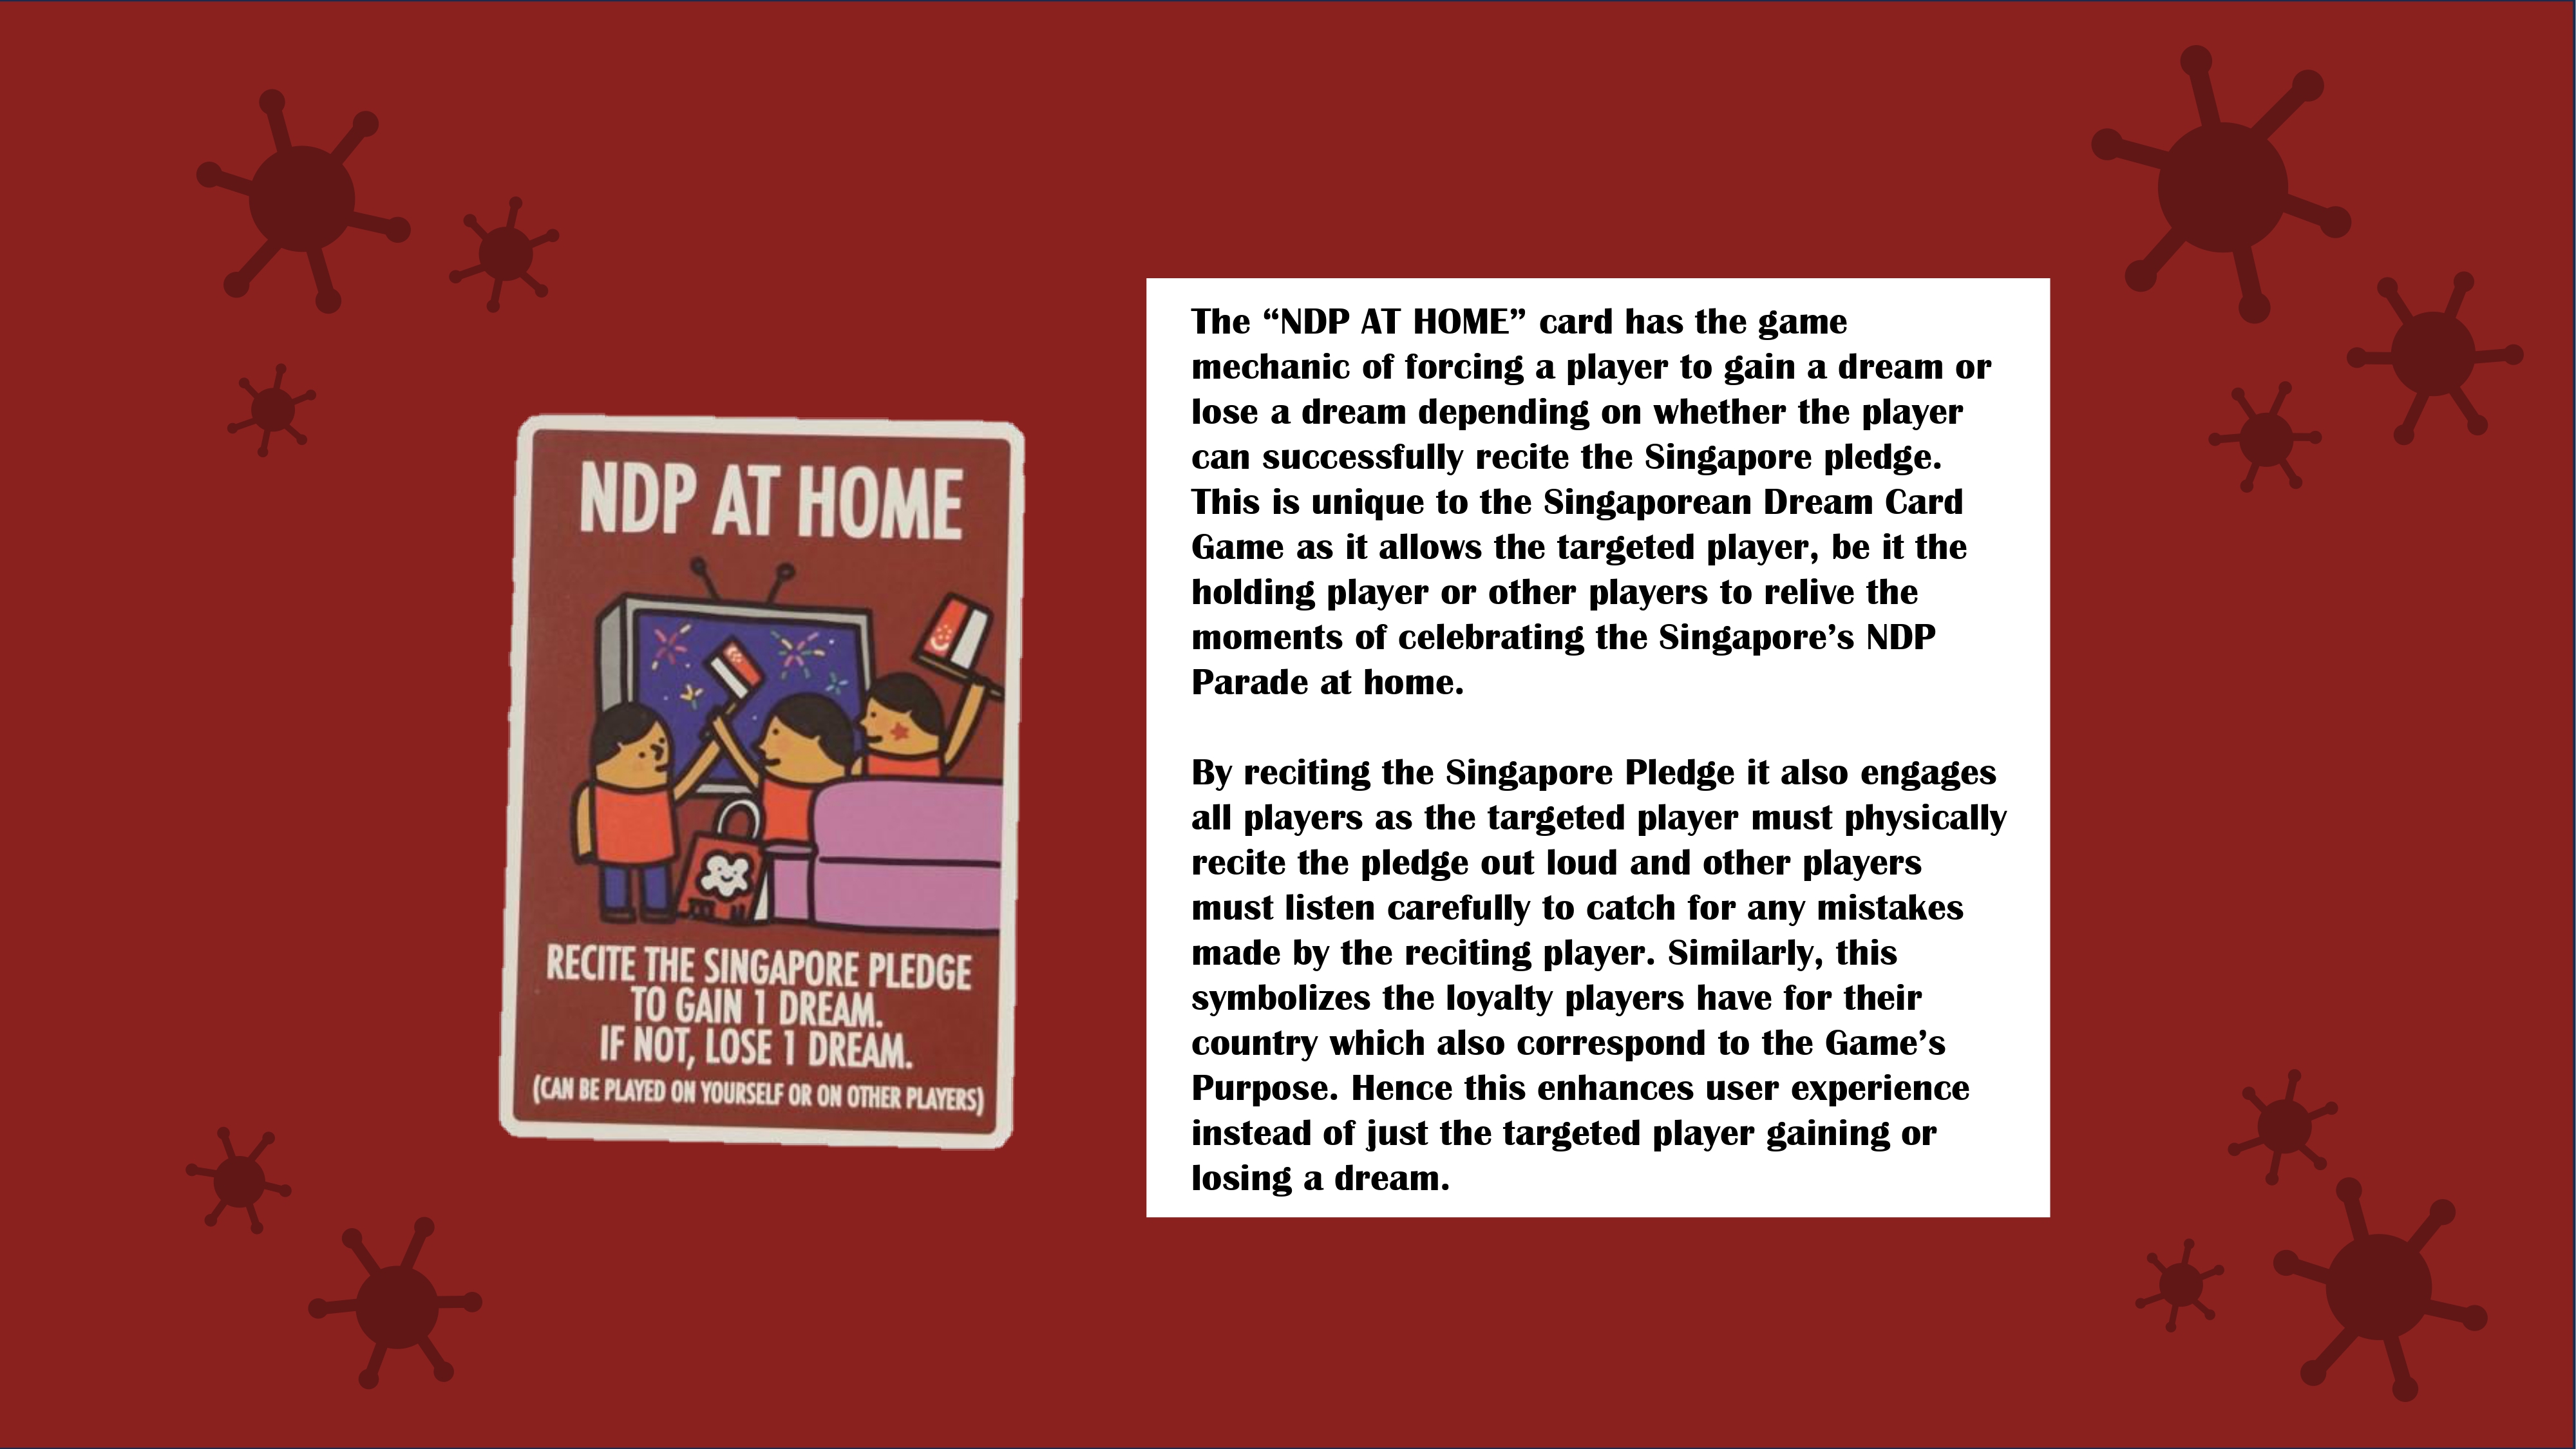 NDP AT HOME
RECITE THE SINGAPORE PLEDGE
TO GAIN 1 DREAM.
IF NOT, LOSE 1 DREAM.
(CAN BE PLAYED ON YOURSELF OR ON OTHER PLAYERS)
The “NDP AT HOME” card has the game
mechanic of forcing a player to gain a dream or
lose a dream depending on whether the player
can successfully recite the Singapore pledge.
This is unique to the Singaporean Dream Card
Game as it allows the targeted player, be it the
holding player or other players to relive the
moments of celebrating the Singapore’s NDP
Parade at home.
By reciting the Singapore Pledge it also engages
all players as the targeted player must physically
recite the pledge out loud and other players
must listen carefully to catch for any mistakes
made by the reciting player. Similarly, this
symbolizes the loyalty players have for their
country which also correspond to the Game’s
Purpose. Hence this enhances user experience
instead of just the targeted player gaining or
losing a dream.